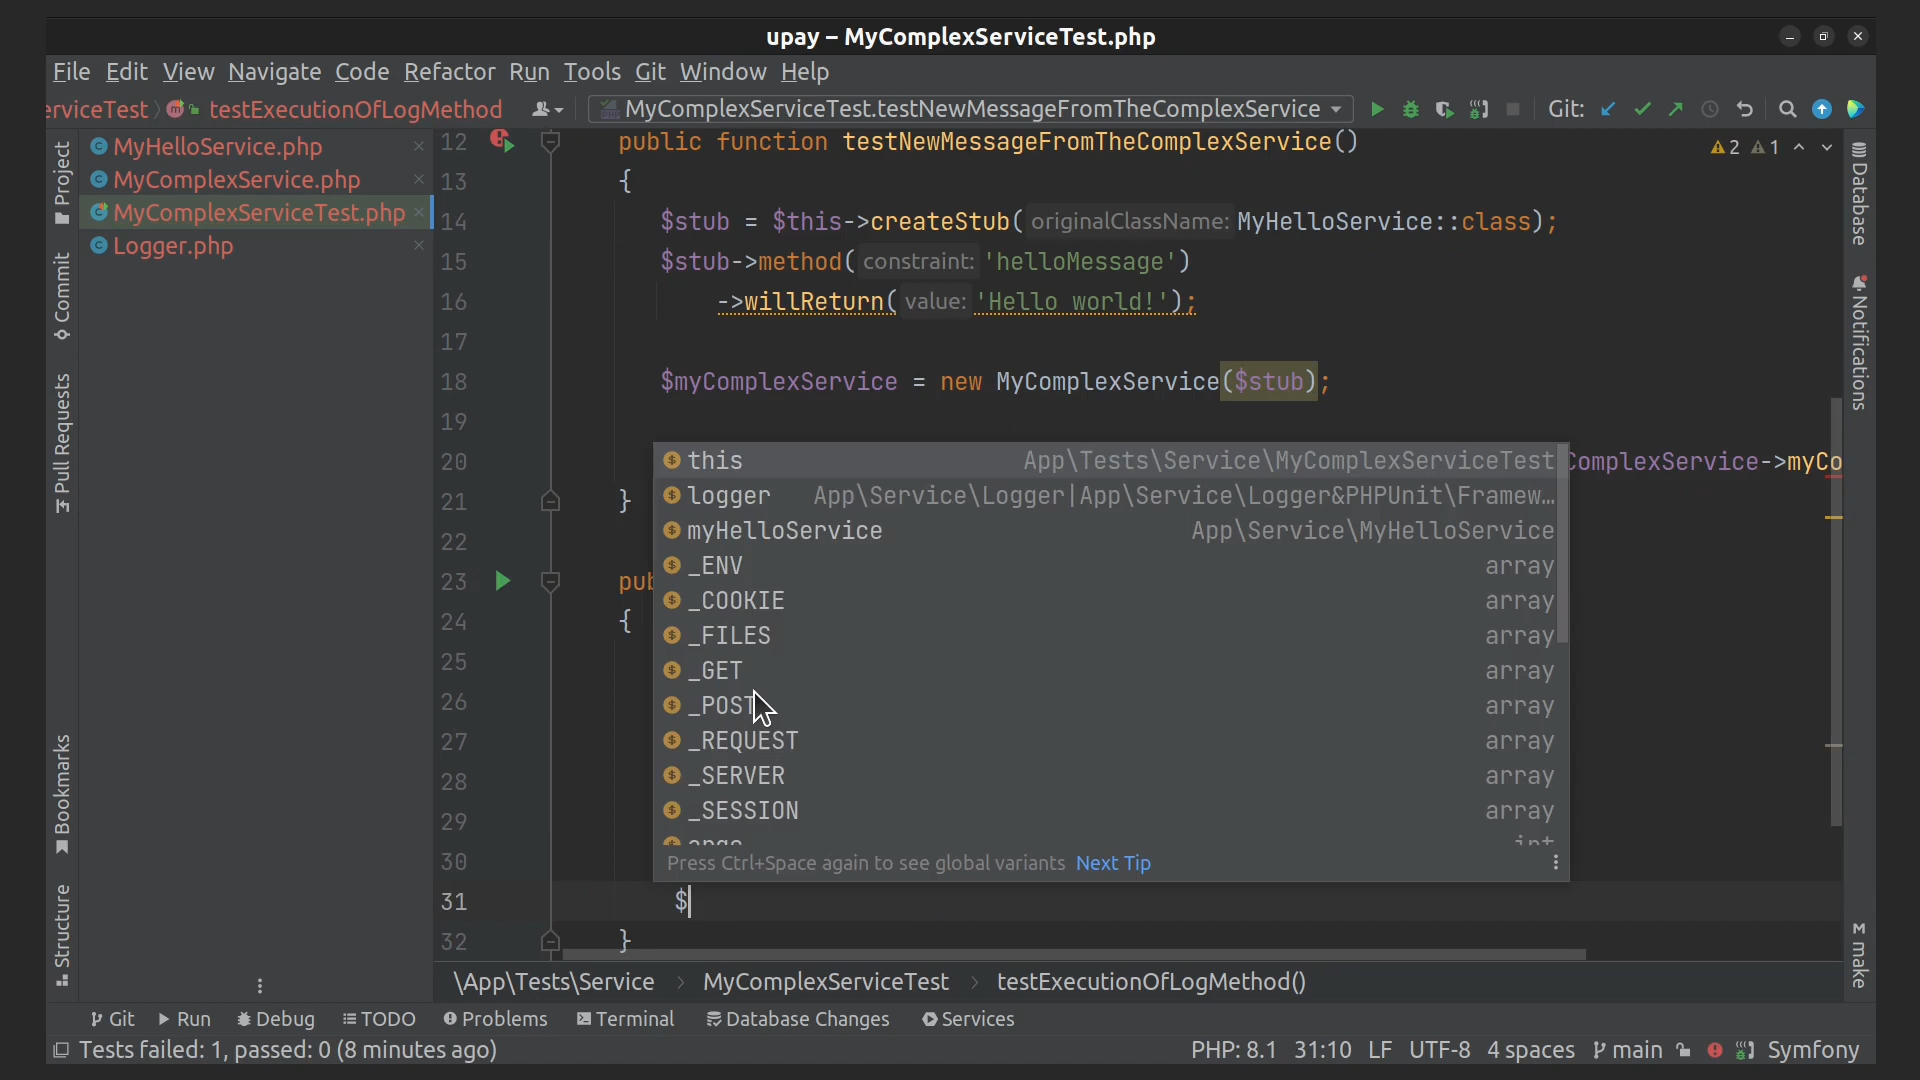 upay – MyComplexServiceTest.php
File Edit View Navigate Code Refactor Run Tools Git Window Help
erviceTest testExecutionOfLogMethod MyComplexServiceTest.testNewMessageFromTheComplexService Git:
Project
Commit
Pull Requests
Bookmarks
Structure
MyHelloService.php
MyComplexService.php
MyComplexServiceTest.php
Logger.php
2 1
12 public function testNewMessageFromTheComplexService()
13 {
14 $stub = $this->createStub( originalClassName: MyHelloService::class);
15 $stub->method( constraint: 'helloMessage')
16 ->willReturn( value: 'Hello world!');
17
18 $myComplexService = new MyComplexService($stub);
19
20 ComplexService->myCo
21 }
22
23 pub
24 {
25
26
27
28
29
30
31 $
32 }
this App\Tests\Service\MyComplexServiceTest
logger App\Service\Logger|App\Service\Logger&PHPUnit\Framew…
myHelloService App\Service\MyHelloService
_ENV array
_COOKIE array
_FILES array
_GET array
_POST array
_REQUEST array
_SERVER array
_SESSION array
Press Ctrl+Space again to see global variants Next Tip
Database
Notifications
M make
\App\Tests\Service MyComplexServiceTest testExecutionOfLogMethod()
Git Run Debug TODO Problems Terminal Database Changes Services
Tests failed: 1, passed: 0 (8 minutes ago) PHP: 8.1 31:10 LF UTF-8 4 spaces main Symfony